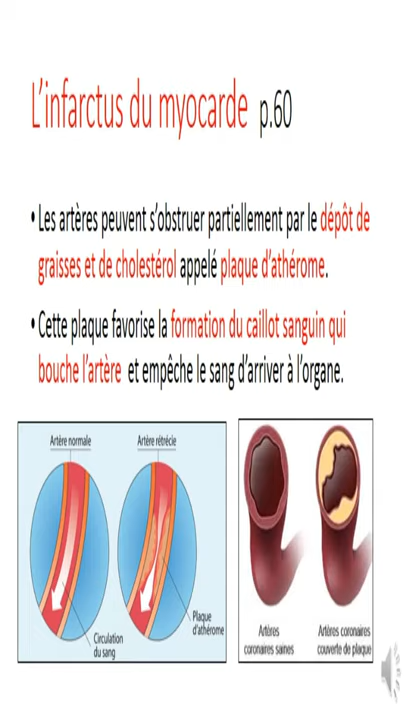 L'infarctus du myocarde p.60
• Les artères peuvent s'obstruer partiellement par le dépôt de
graisses et de cholestérol appelé plaque d'athérome.
• Cette plaque favorise la formation du caillot sanguin qui
bouche l'artère et empêche le sang d'arriver à l'organe.
Artère normale
Artère rétrécie
Plaque
d'athérome
Circulation
du sang
Artères
coronaires saines
Artères coronaires
couverte de plaque